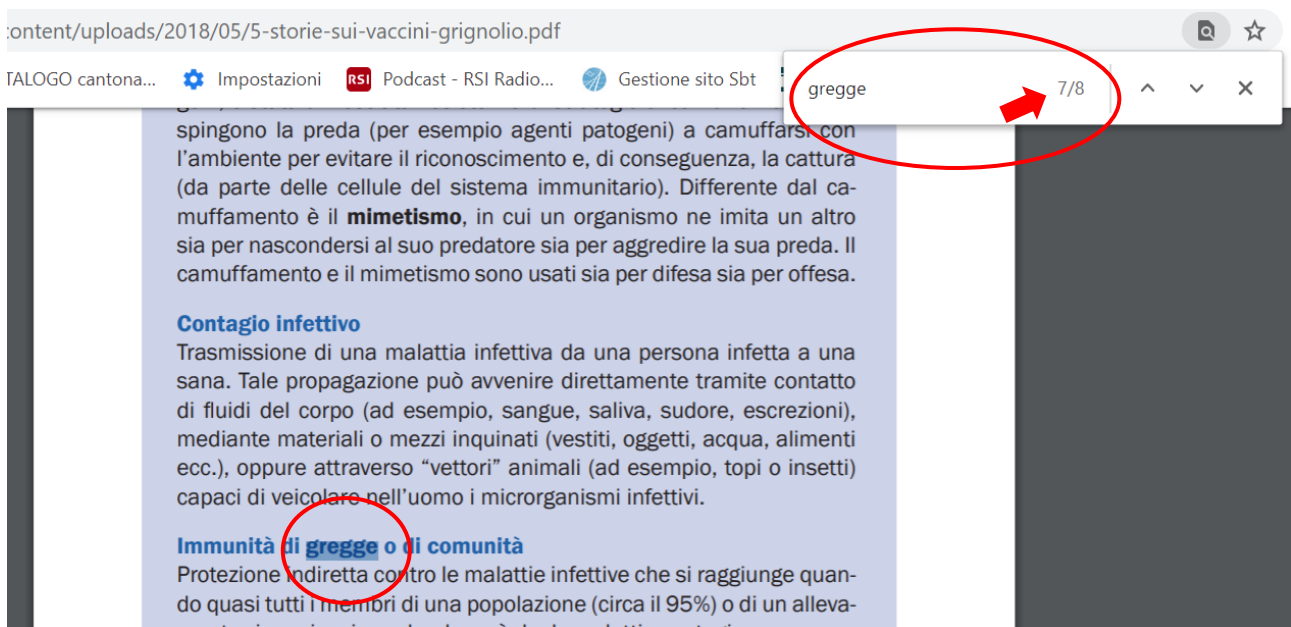 :ontent/uploads/2018/05/5-storie-sui-vaccini-grignolio.pdf
TALOGO cantona... Impostazioni RSI Podcast - RSI Radio... Gestione sito Sbt
gregge 7/8
spingono la preda (per esempio agenti patogeni) a camuffarsi con
l'ambiente per evitare il riconoscimento e, di conseguenza, la cattura
(da parte delle cellule del sistema immunitario). Differente dal ca-
muffamento è il mimetismo, in cui un organismo ne imita un altro
sia per nascondersi al suo predatore sia per aggredire la sua preda. Il
camuffamento e il mimetismo sono usati sia per difesa sia per offesa.
Contagio infettivo
Trasmissione di una malattia infettiva da una persona infetta a una
sana. Tale propagazione può avvenire direttamente tramite contatto
di fluidi del corpo (ad esempio, sangue, saliva, sudore, escrezioni),
mediante materiali o mezzi inquinati (vestiti, oggetti, acqua, alimenti
ecc.), oppure attraverso “vettori” animali (ad esempio, topi o insetti)
capaci di veicolare nell'uomo i microrganismi infettivi.
Immunità di gregge o di comunità
Protezione indiretta contro le malattie infettive che si raggiunge quan-
do quasi tutti i membri di una popolazione (circa il 95%) o di un alleva-